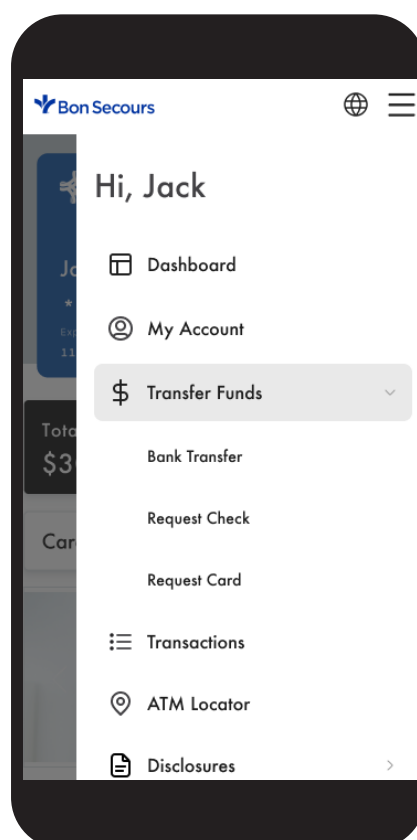 Bon Secours
Hi, Jack
Dashboard
My Account
Transfer Funds
Bank Transfer
Request Check
Request Card
Transactions
ATM Locator
Disclosures